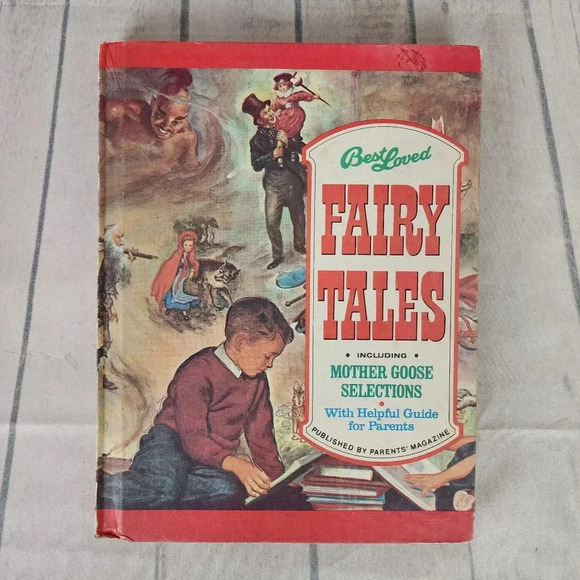 Best Loved
FAIRY
TALES
• INCLUDING •
MOTHER GOOSE
SELECTIONS
•
With Helpful Guide
for Parents
PUBLISHED BY PARENTS' MAGAZINE